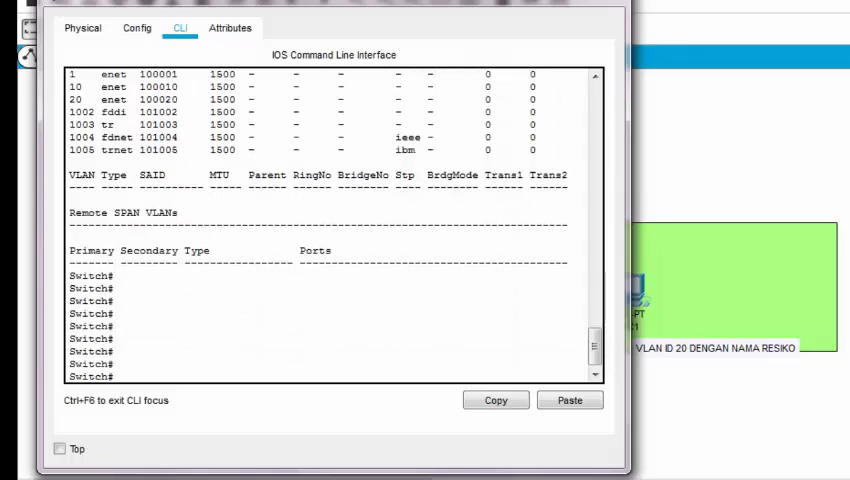 Physical Config CLI Attributes
IOS Command Line Interface
1 enet 100001 1500 - - - - - 0 0
10 enet 100010 1500 - - - - - 0 0
20 enet 100020 1500 - - - - - 0 0
1002 fddi 101002 1500 - - - - - 0 0
1003 tr 101003 1500 - - - - - 0 0
1004 fdnet 101004 1500 - - - ieee - 0 0
1005 trnet 101005 1500 - - - ibm - 0 0
VLAN Type SAID MTU Parent RingNo BridgeNo Stp BrdgMode Trans1 Trans2
---- ----- ---------- ----- ------ ------ -------- ---- -------- ------ ------
Remote SPAN VLANs
------------------------------------------------------------------------------
Primary Secondary Type Ports
------- --------- ----------------- ------------------------------------------
Switch#
Switch#
Switch#
Switch#
Switch#
Switch#
Switch#
Switch#
Switch#
Ctrl+F6 to exit CLI focus
Copy Paste
Top
-PT
1
VLAN ID 20 DENGAN NAMA RESIKO